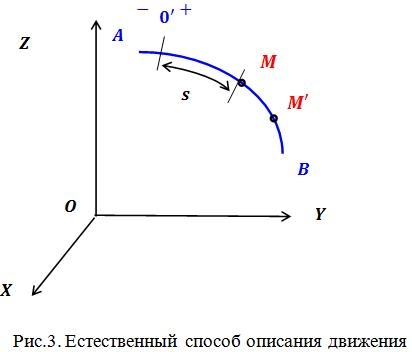 − 0′ +
Z
A
M
s
M′
B
O
Y
X
Рис.3. Естественный способ описания движения